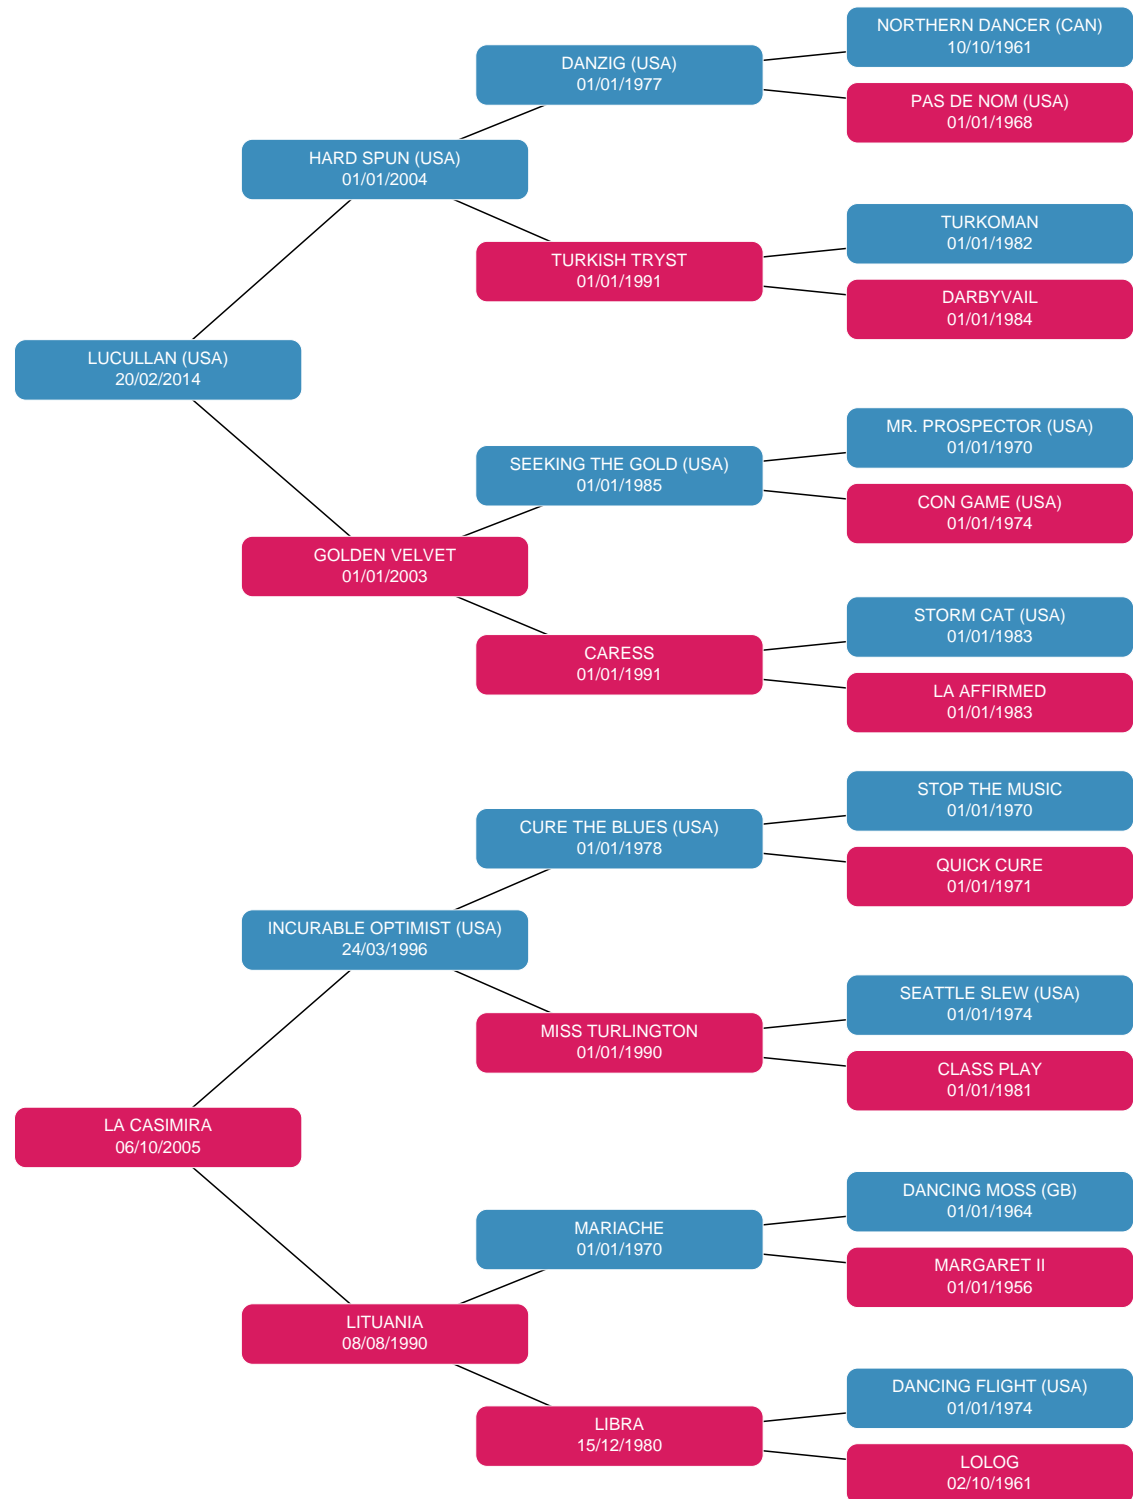 NORTHERN DANCER (CAN)
10/10/1961
DANZIG (USA)
01/01/1977
PAS DE NOM (USA)
01/01/1968
HARD SPUN (USA)
01/01/2004
TURKOMAN
01/01/1982
TURKISH TRYST
01/01/1991
DARBYVAIL
01/01/1984
LUCULLAN (USA)
20/02/2014
MR. PROSPECTOR (USA)
01/01/1970
SEEKING THE GOLD (USA)
01/01/1985
CON GAME (USA)
01/01/1974
GOLDEN VELVET
01/01/2003
STORM CAT (USA)
01/01/1983
CARESS
01/01/1991
LA AFFIRMED
01/01/1983
STOP THE MUSIC
01/01/1970
CURE THE BLUES (USA)
01/01/1978
QUICK CURE
01/01/1971
INCURABLE OPTIMIST (USA)
24/03/1996
SEATTLE SLEW (USA)
01/01/1974
MISS TURLINGTON
01/01/1990
CLASS PLAY
01/01/1981
LA CASIMIRA
06/10/2005
DANCING MOSS (GB)
01/01/1964
MARIACHE
01/01/1970
MARGARET II
01/01/1956
LITUANIA
08/08/1990
DANCING FLIGHT (USA)
01/01/1974
LIBRA
15/12/1980
LOLOG
02/10/1961